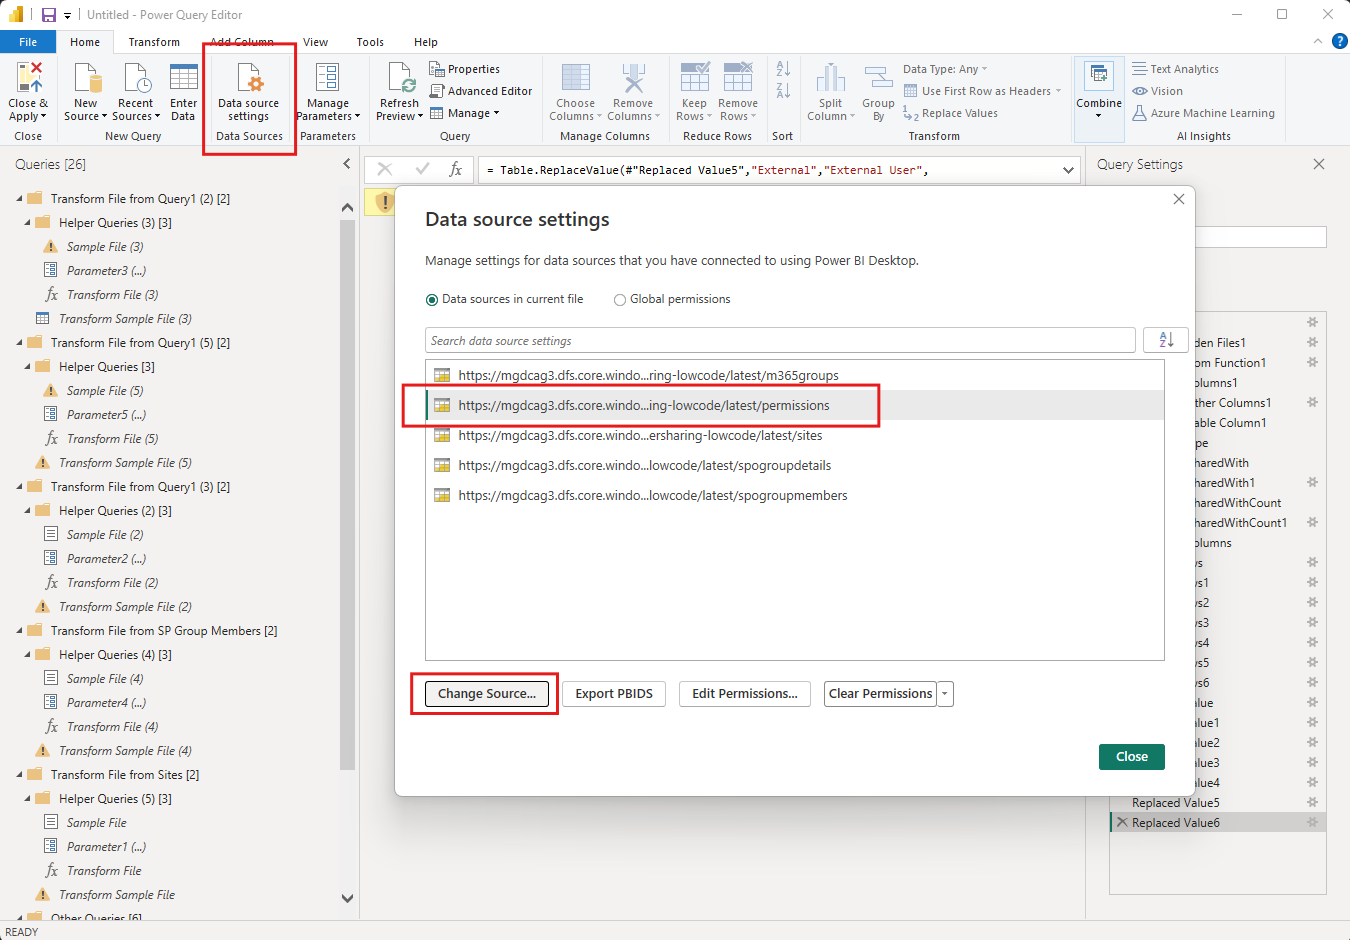 Untitled - Power Query Editor
File Home Transform Add Column View Tools Help
Close & Apply
Close
New Source
Recent Sources
Enter Data
New Query
Data source settings
Data Sources
Manage Parameters
Parameters
Refresh Preview
Properties
Advanced Editor
Manage
Query
Choose Columns
Remove Columns
Manage Columns
Keep Rows
Remove Rows
Reduce Rows
Sort
Split Column
Group By
Data Type: Any
Use First Row as Headers
Replace Values
Transform
Combine
Text Analytics
Vision
Azure Machine Learning
AI Insights
Queries [26]
Transform File from Query1 (2) [2]
Helper Queries (3) [3]
Sample File (3)
Parameter3 (...)
Transform File (3)
Transform Sample File (3)
Transform File from Query1 (5) [2]
Helper Queries [3]
Sample File (5)
Parameter5 (...)
Transform File (5)
Transform Sample File (5)
Transform File from Query1 (3) [2]
Helper Queries (2) [3]
Sample File (2)
Parameter2 (...)
Transform File (2)
Transform Sample File (2)
Transform File from SP Group Members [2]
Helper Queries (4) [3]
Sample File (4)
Parameter4 (...)
Transform File (4)
Transform Sample File (4)
Transform File from Sites [2]
Helper Queries (5) [3]
Sample File
Parameter1 (...)
Transform File
Transform Sample File
Other Queries [6]
fx
= Table.ReplaceValue(#"Replaced Value5","External","External User",
Data source settings
Manage settings for data sources that you have connected to using Power BI Desktop.
Data sources in current file Global permissions
Search data source settings
https://mgdcag3.dfs.core.windo...ring-lowcode/latest/m365groups
https://mgdcag3.dfs.core.windo...ing-lowcode/latest/permissions
https://mgdcag3.dfs.core.windo...ersharing-lowcode/latest/sites
https://mgdcag3.dfs.core.windo...lowcode/latest/spogroupdetails
https://mgdcag3.dfs.core.windo...lowcode/latest/spogroupmembers
Change Source... Export PBIDS Edit Permissions... Clear Permissions
Close
Query Settings
den Files1
om Function1
olumns1
ther Columns1
able Column1
pe
haredWith
haredWith1
haredWithCount
haredWithCount1
olumns
vs
vs1
vs2
vs3
vs4
vs5
vs6
alue
alue1
alue2
alue3
alue4
Replaced Value5
Replaced Value6
READY